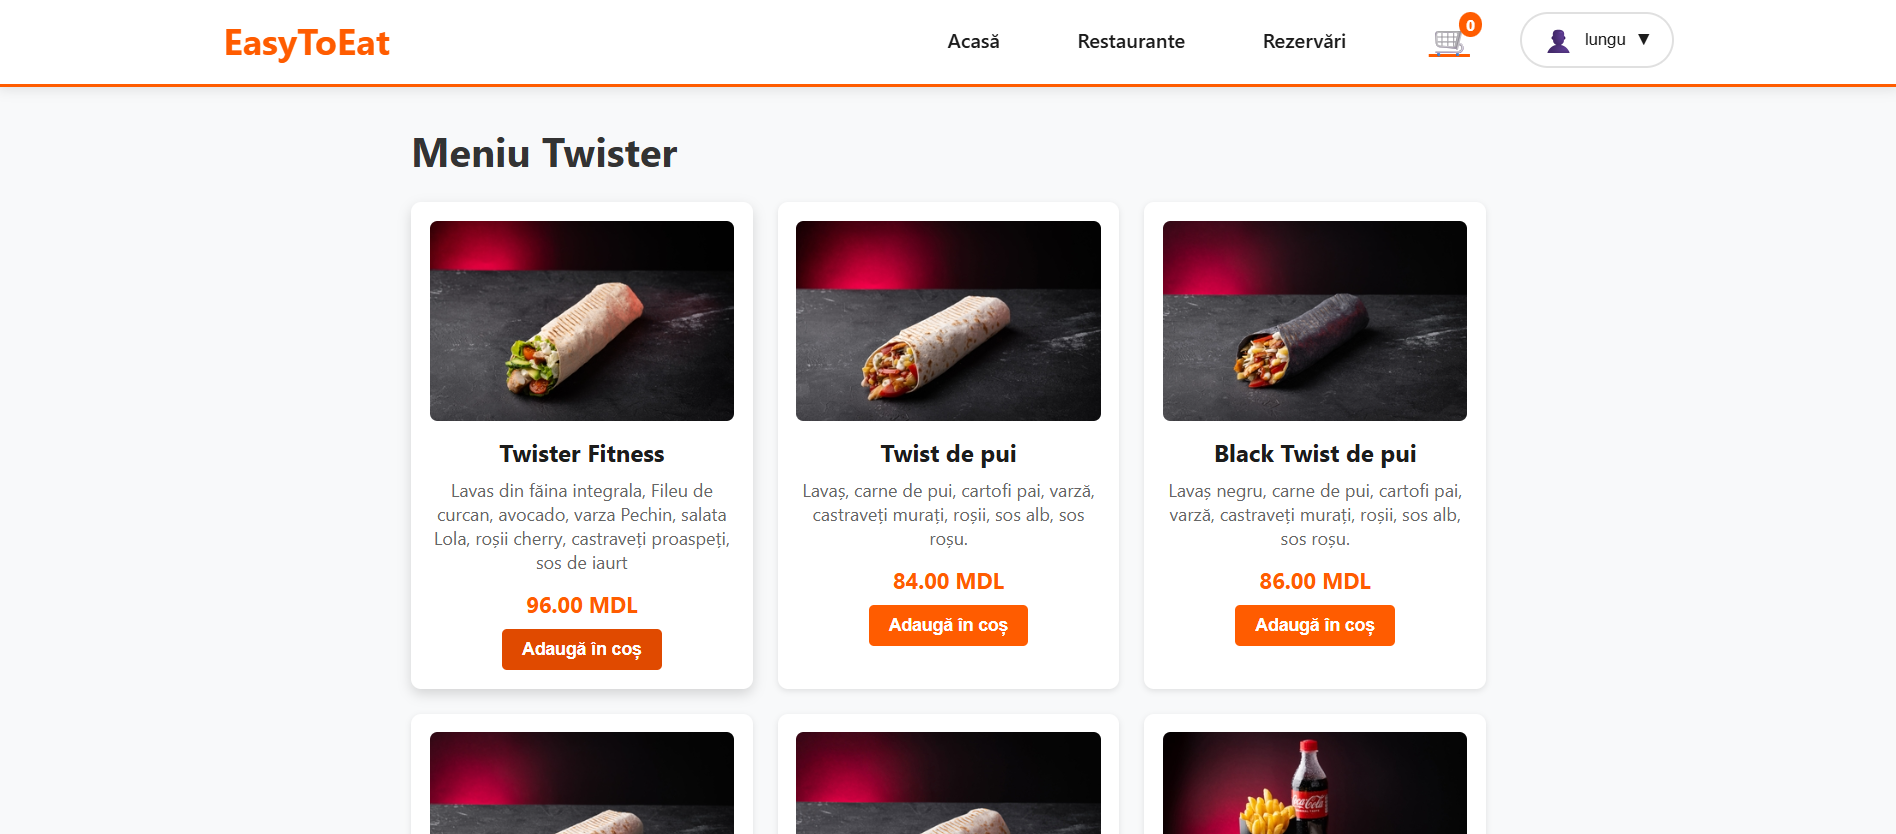 EasyToEat
Acasă
Restaurante
Rezervări
0
lungu ▼
Meniu Twister
Twister Fitness
Lavas din făina integrala, Fileu de
curcan, avocado, varza Pechin, salata
Lola, roșii cherry, castraveți proaspeți,
sos de iaurt
96.00 MDL
Adaugă în coș
Twist de pui
Lavaș, carne de pui, cartofi pai, varză,
castraveți murați, roșii, sos alb, sos
roșu.
84.00 MDL
Adaugă în coș
Black Twist de pui
Lavaș negru, carne de pui, cartofi pai,
varză, castraveți murați, roșii, sos alb,
sos roșu.
86.00 MDL
Adaugă în coș
Coca-Cola